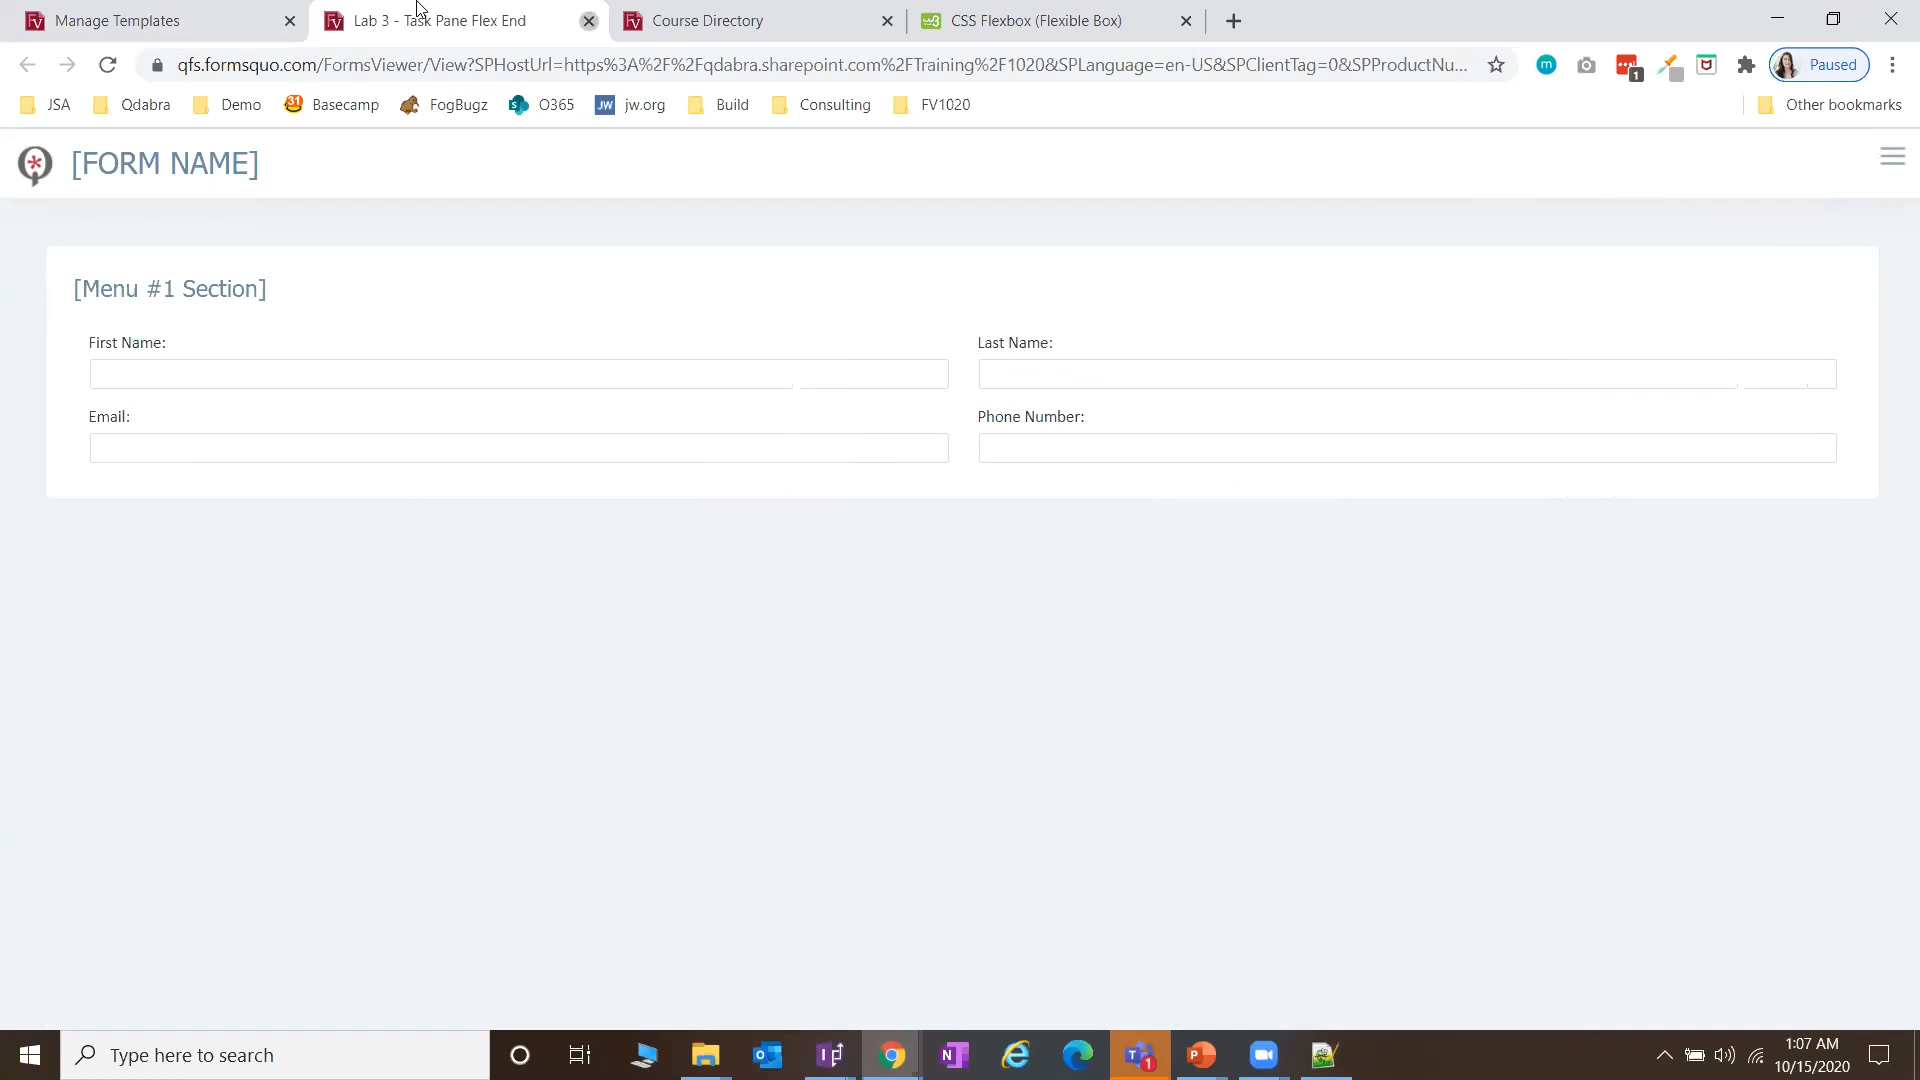 Manage Templates
Lab 3 - Task Pane Flex End
Course Directory
CSS Flexbox (Flexible Box)
qfs.formsquo.com/FormsViewer/View?SPHostUrl=https%3A%2F%2Fqdabra.sharepoint.com%2FTraining%2F1020&SPLanguage=en-US&SPClientTag=0&SPProductNu...
1
Paused
JSA
Qdabra
Demo
31 Basecamp
FogBugz
O365
JW jw.org
Build
Consulting
FV1020
Other bookmarks
[FORM NAME]
[Menu #1 Section]
First Name:
Last Name:
Email:
Phone Number:
Type here to search
1:07 AM
10/15/2020